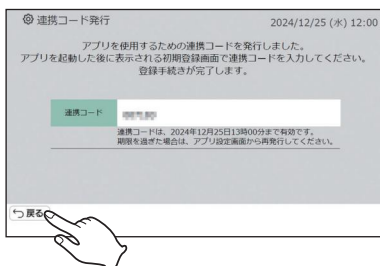 連携コード発行
2024/12/25 (水) 12:00
アプリを使用するための連携コードを発行しました。
アプリを起動した後に表示される初期登録画面で連携コードを入力してください。
登録手続きが完了します。
連携コード
連携コードは、2024年12月25日13時00分まで有効です。
期限を過ぎた場合は、アプリ設定画面から再発行してください。
戻る